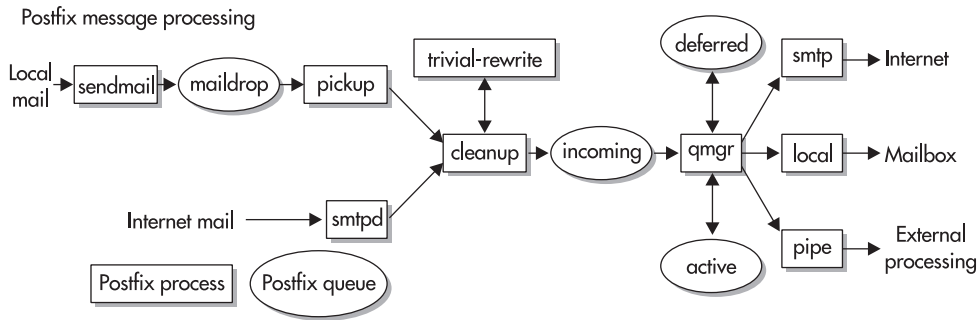 Postfix message processing
Local
mail
sendmail
maildrop
pickup
trivial-rewrite
cleanup
incoming
deferred
qmgr
active
smtp
Internet
local
Mailbox
pipe
External
processing
Internet mail
smtpd
Postfix process
Postfix queue